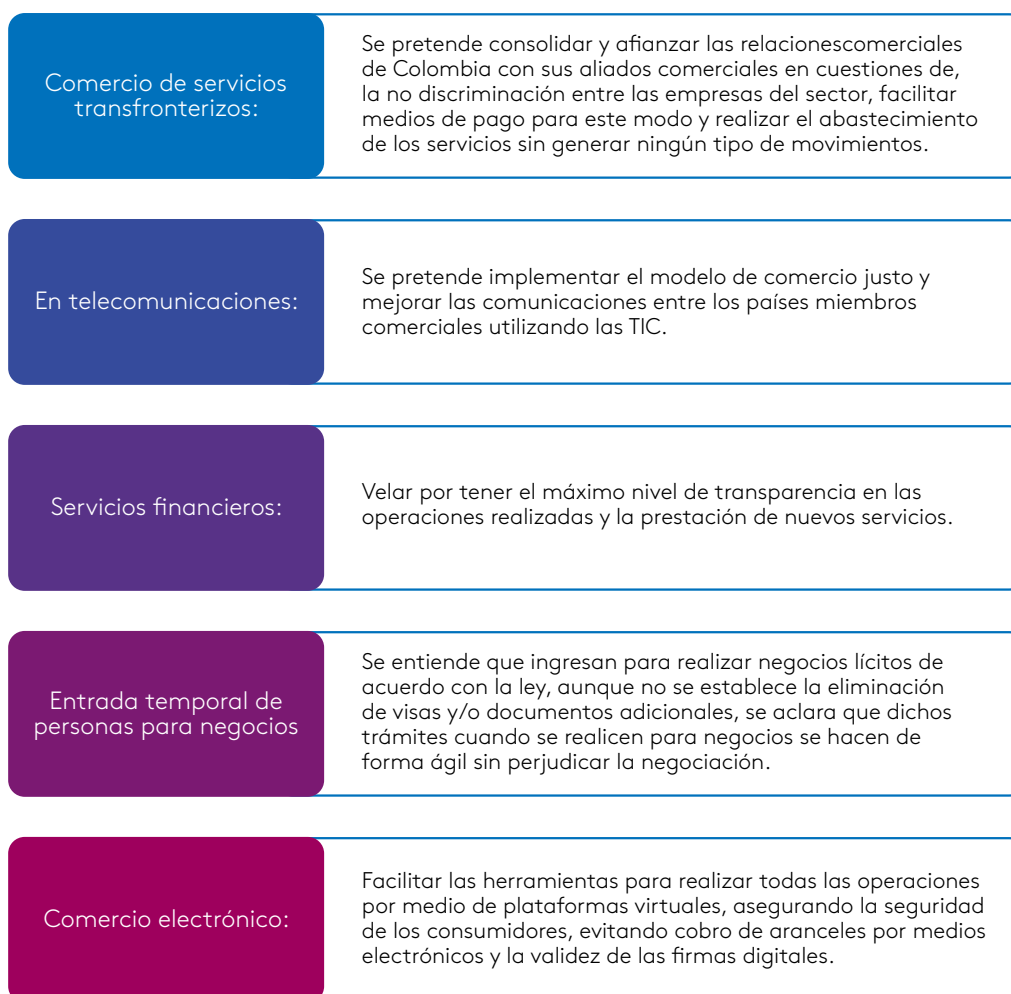 Comercio de servicios
transfronterizos:
Se pretende consolidar y afianzar las relacionescomerciales
de Colombia con sus aliados comerciales en cuestiones de,
la no discriminación entre las empresas del sector, facilitar
medios de pago para este modo y realizar el abastecimiento
de los servicios sin generar ningún tipo de movimientos.
En telecomunicaciones:
Se pretende implementar el modelo de comercio justo y
mejorar las comunicaciones entre los países miembros
comerciales utilizando las TIC.
Servicios financieros:
Velar por tener el máximo nivel de transparencia en las
operaciones realizadas y la prestación de nuevos servicios.
Entrada temporal de
personas para negocios
Se entiende que ingresan para realizar negocios lícitos de
acuerdo con la ley, aunque no se establece la eliminación
de visas y/o documentos adicionales, se aclara que dichos
trámites cuando se realicen para negocios se hacen de
forma ágil sin perjudicar la negociación.
Comercio electrónico:
Facilitar las herramientas para realizar todas las operaciones
por medio de plataformas virtuales, asegurando la seguridad
de los consumidores, evitando cobro de aranceles por medios
electrónicos y la validez de las firmas digitales.